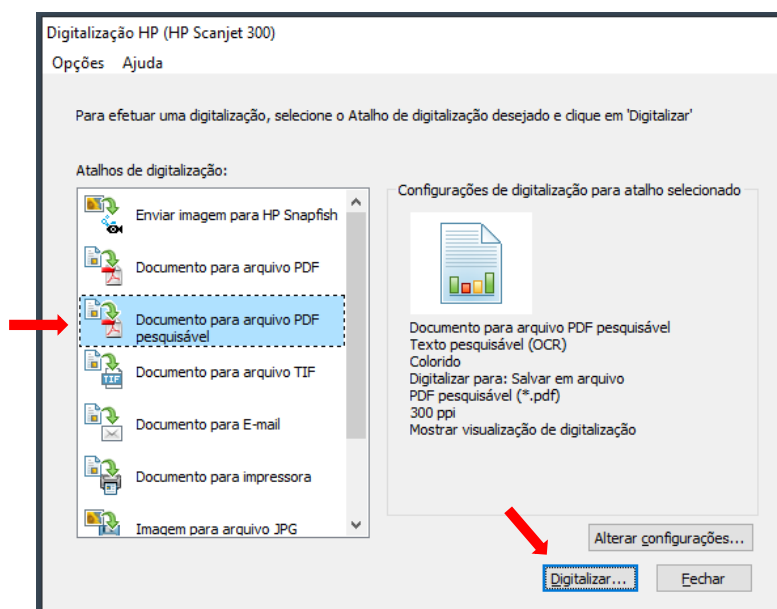 Digitalização HP (HP Scanjet 300)
Opções Ajuda
Para efetuar uma digitalização, selecione o Atalho de digitalização desejado e clique em 'Digitalizar'
Atalhos de digitalização:
Enviar imagem para HP Snapfish
Documento para arquivo PDF
Documento para arquivo PDF
pesquisável
Documento para arquivo TIF
TIF
Documento para E-mail
Documento para impressora
Imagem para arquivo JPG
Configurações de digitalização para atalho selecionado
Documento para arquivo PDF pesquisável
Texto pesquisável (OCR)
Colorido
Digitalizar para: Salvar em arquivo
PDF pesquisável (*.pdf)
300 ppi
Mostrar visualização de digitalização
Alterar configurações...
Digitalizar... Fechar